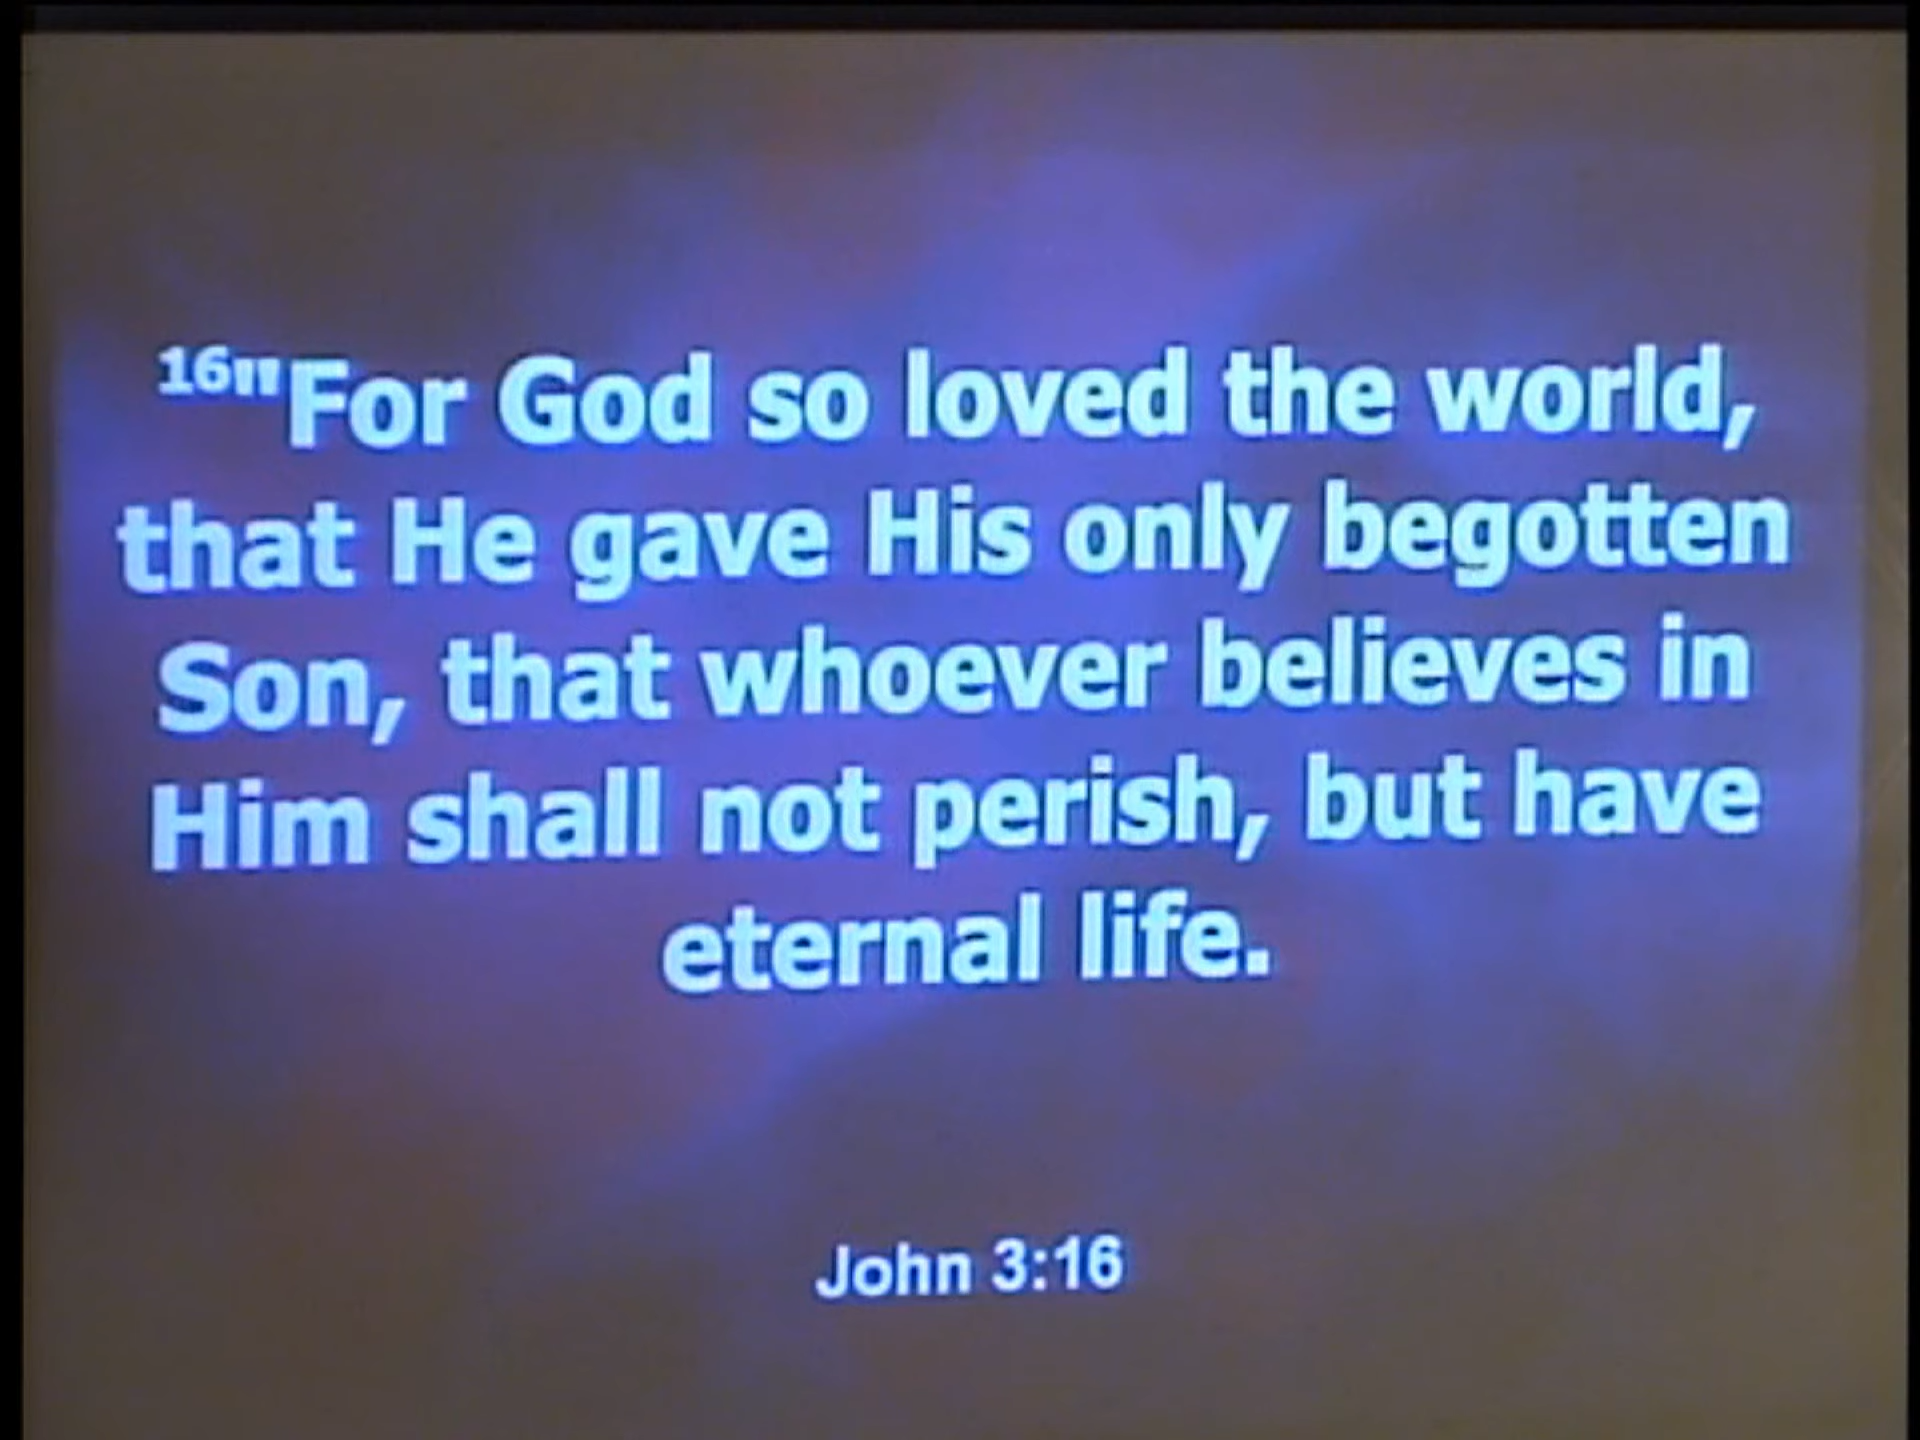 16"For God so loved the world,
that He gave His only begotten
Son, that whoever believes in
Him shall not perish, but have
eternal life.
John 3:16